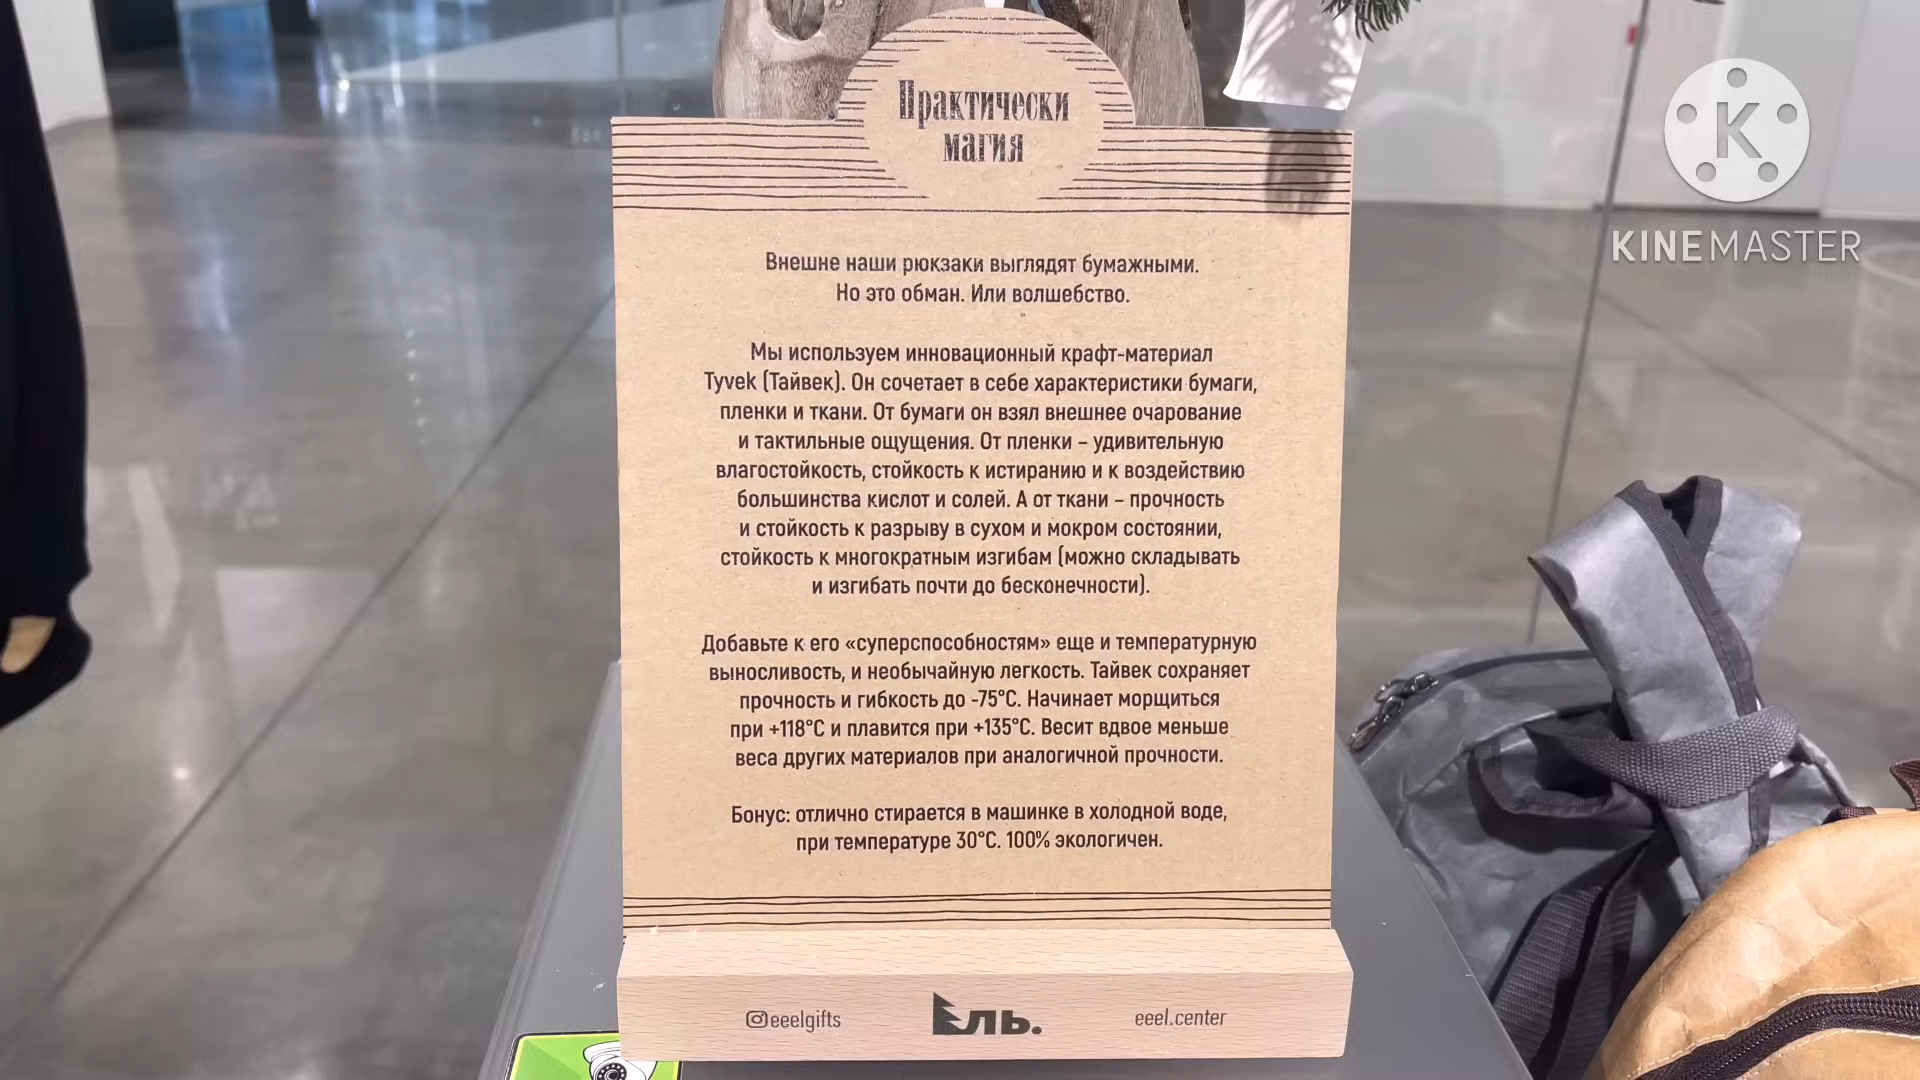 Практически
магия
K
KINEMASTER
Внешне наши рюкзаки выглядят бумажными.
Но это обман. Или волшебство.
Мы используем инновационный крафт-материал
Tyvek (Тайвек). Он сочетает в себе характеристики бумаги,
пленки и ткани. От бумаги он взял внешнее очарование
и тактильные ощущения. От пленки – удивительную
влагостойкость, стойкость к истиранию и к воздействию
большинства кислот и солей. А от ткани – прочность
и стойкость к разрыву в сухом и мокром состоянии,
стойкость к многократным изгибам (можно складывать
и изгибать почти до бесконечности).
Добавьте к его «суперспособностям» еще и температурную
выносливость, и необычайную легкость. Тайвек сохраняет
прочность и гибкость до -75°C. Начинает морщиться
при +118°C и плавится при +135°C. Весит вдвое меньше
веса других материалов при аналогичной прочности.
Бонус: отлично стирается в машинке в холодной воде,
при температуре 30°C. 100% экологичен.
eeelgifts
Ель.
eeel.center